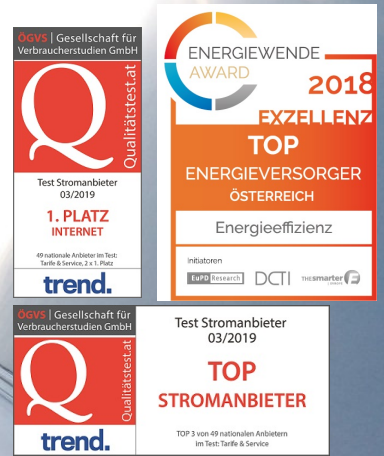 ÖGVS | Gesellschaft für
Verbraucherstudien GmbH
Q
Qualitätstest.at
Test Stromanbieter
03/2019
1. PLATZ
INTERNET
49 nationale Anbieter im Test:
Tarife & Service, 2 x 1. Platz
trend.
ENERGIEWENDE
AWARD
2018
EXZELLENZ
TOP
ENERGIEVERSORGER
ÖSTERREICH
Energieeffizienz
Initiatoren
EuPD Research
DCTI
THE smarter E
ÖGVS | Gesellschaft für
Verbraucherstudien GmbH
Q
Qualitätstest.at
trend.
Test Stromanbieter
03/2019
TOP
STROMANBIETER
TOP 3 von 49 nationalen Anbietern
im Test: Tarife & Service